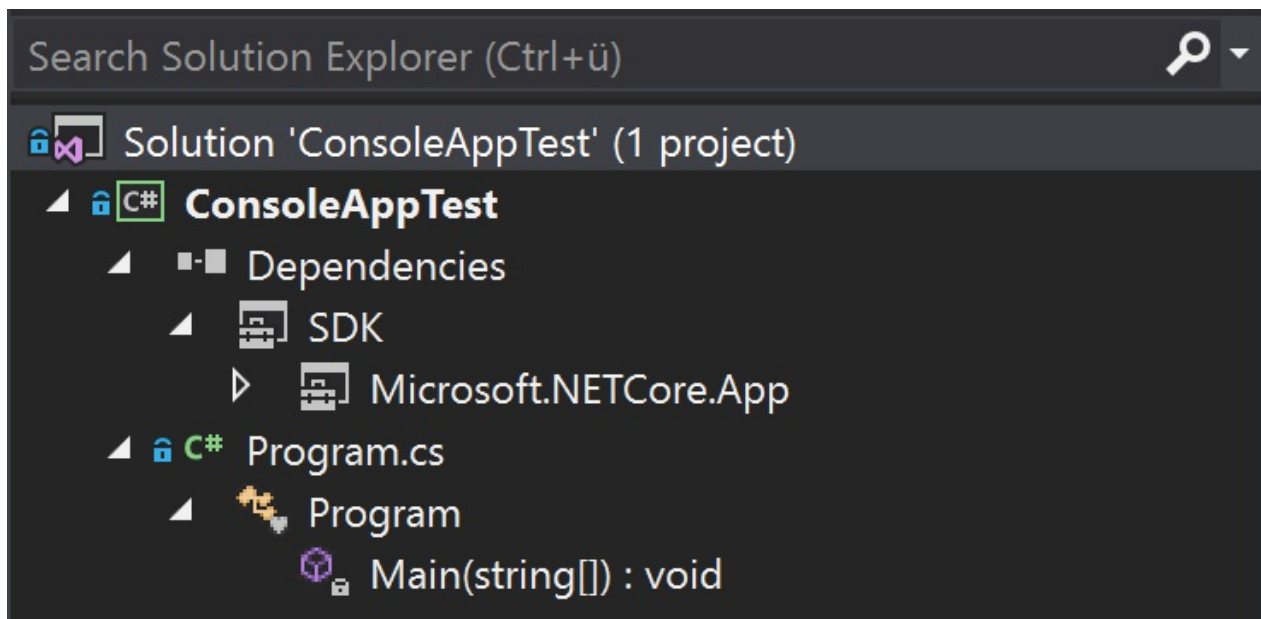 Search Solution Explorer (Ctrl+ü)
Solution 'ConsoleAppTest' (1 project)
C# ConsoleAppTest
Dependencies
SDK
Microsoft.NETCore.App
C# Program.cs
Program
Main(string[]) : void